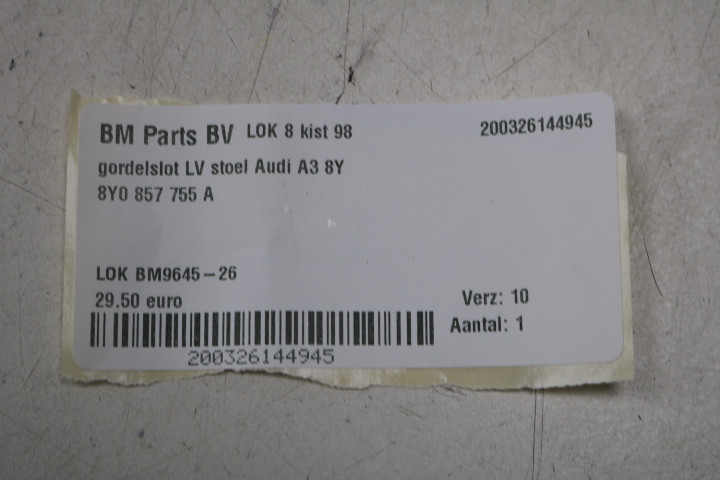 BM Parts BV LOK 8 kist 98 200326144945
gordelslot LV stoel Audi A3 8Y
8Y0 857 755 A
LOK BM9645-26
29.50 euro Verz: 10
Aantal: 1
200326144945